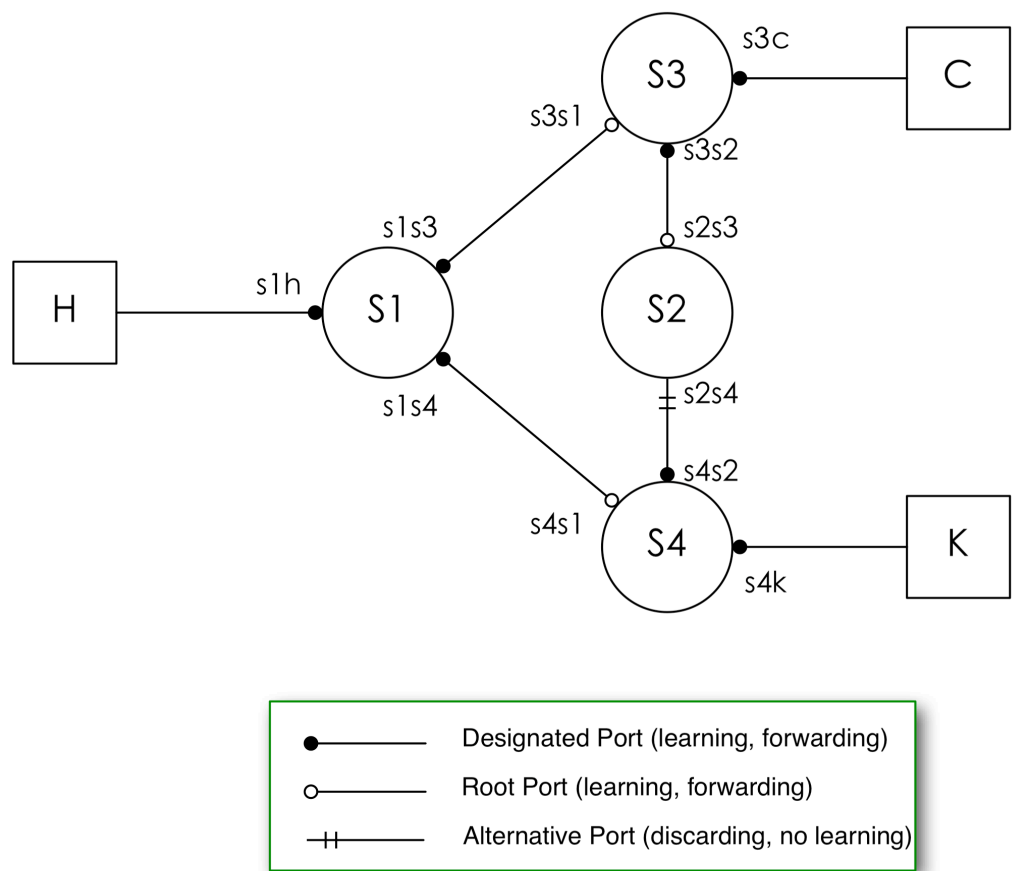 s3c
S3
C
s3s1
s3s2
s1s3
s2s3
s1h
H
S1
S2
s1s4
s2s4
s4s2
s4s1
S4
K
s4k
Designated Port (learning, forwarding)
Root Port (learning, forwarding)
Alternative Port (discarding, no learning)